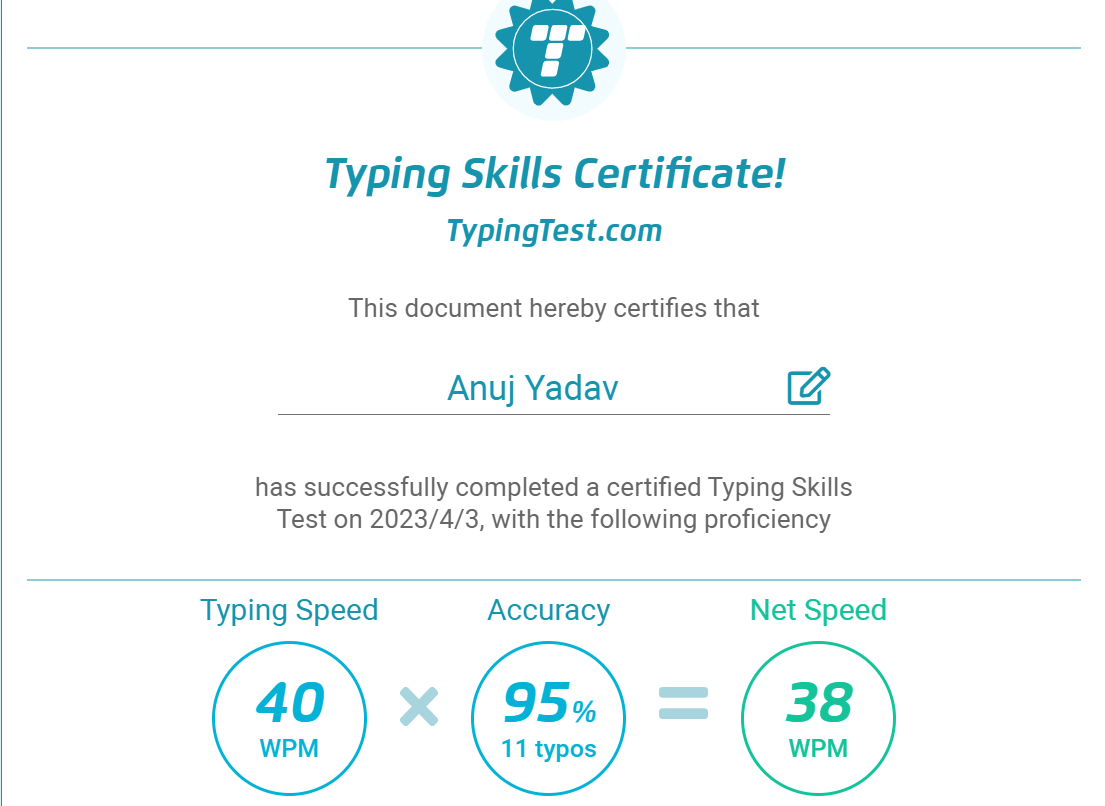 Typing Skills Certificate!
TypingTest.com
This document hereby certifies that
Anuj Yadav
has successfully completed a certified Typing Skills
Test on 2023/4/3, with the following proficiency
Typing Speed Accuracy Net Speed
40 × 95% = 38
WPM 11 typos WPM